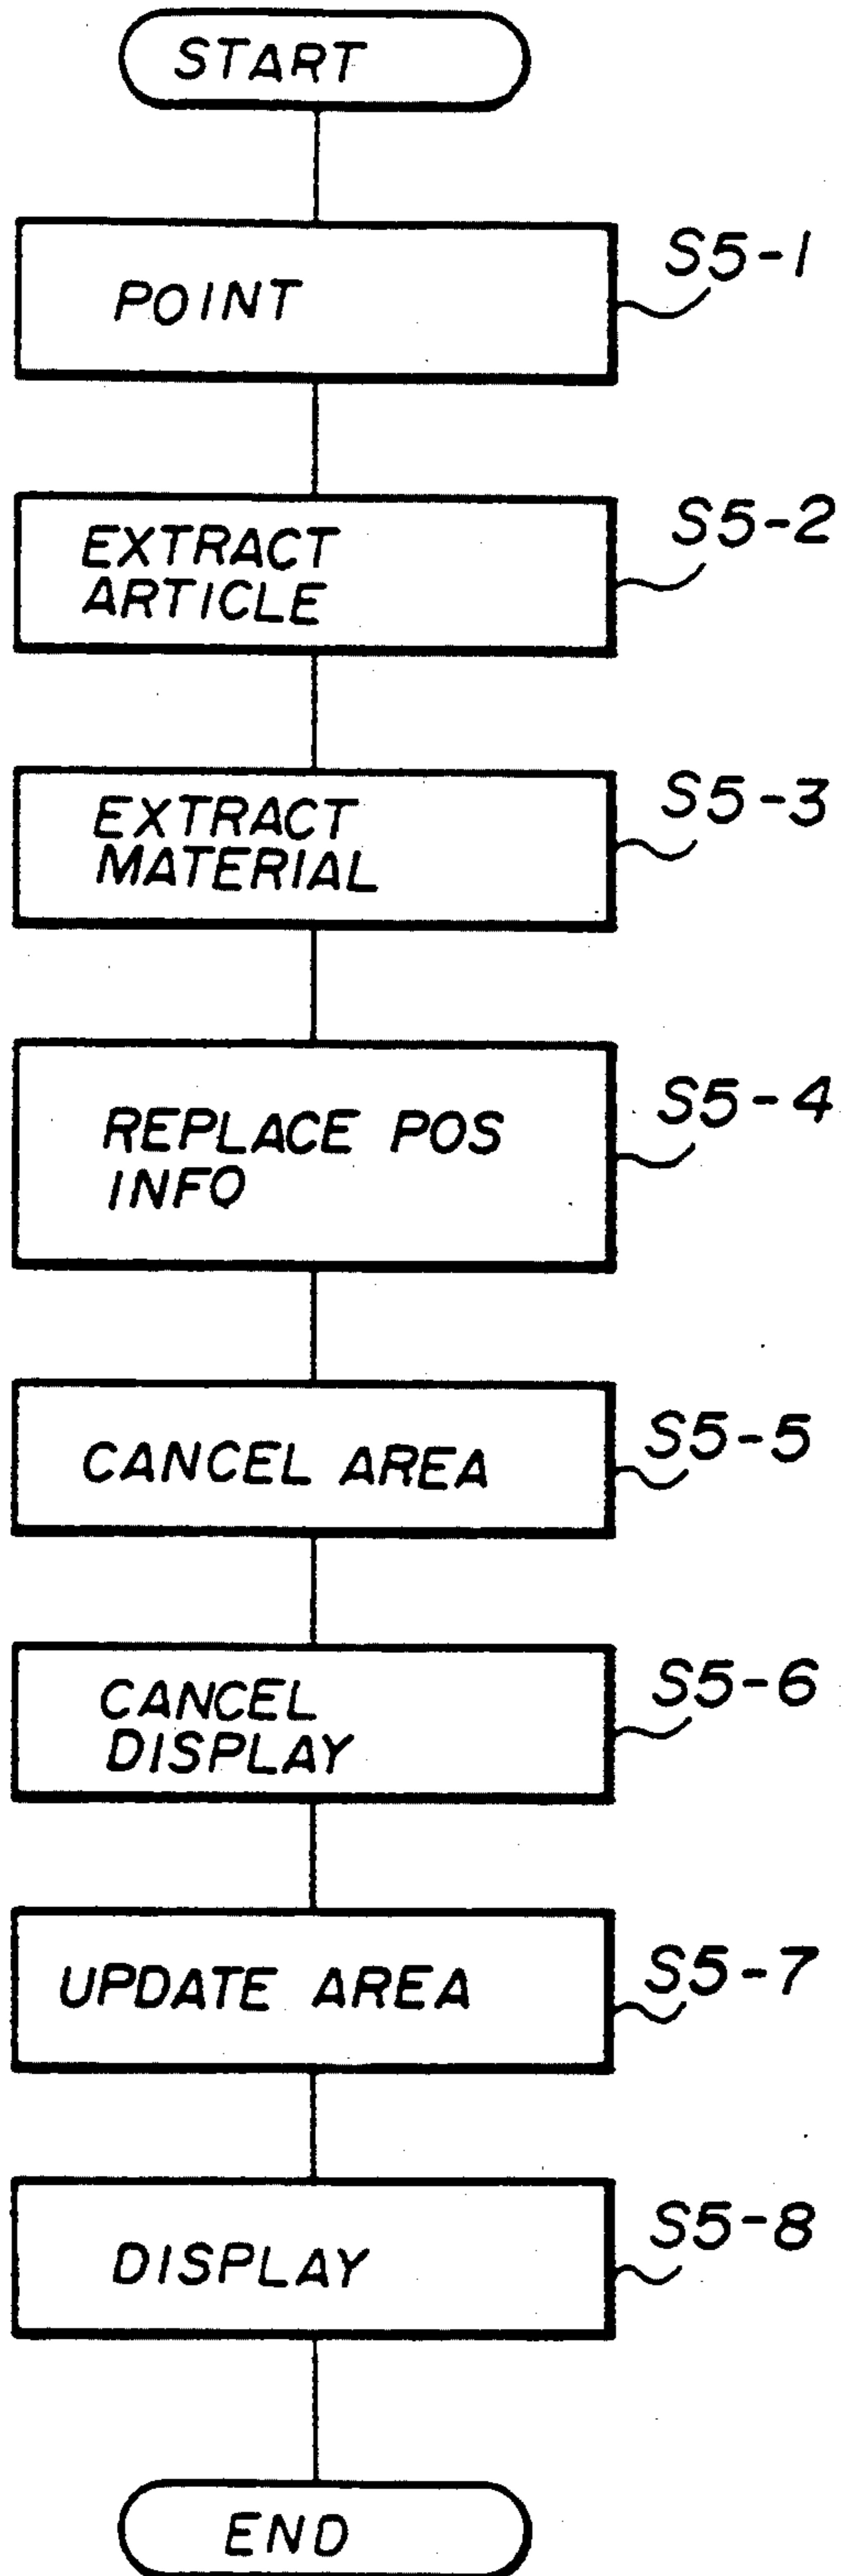 START
POINT
S5-1
EXTRACT
ARTICLE
S5-2
EXTRACT
MATERIAL
S5-3
REPLACE POS
INFO
S5-4
CANCEL AREA
S5-5
CANCEL
DISPLAY
S5-6
UPDATE AREA
S5-7
DISPLAY
S5-8
END